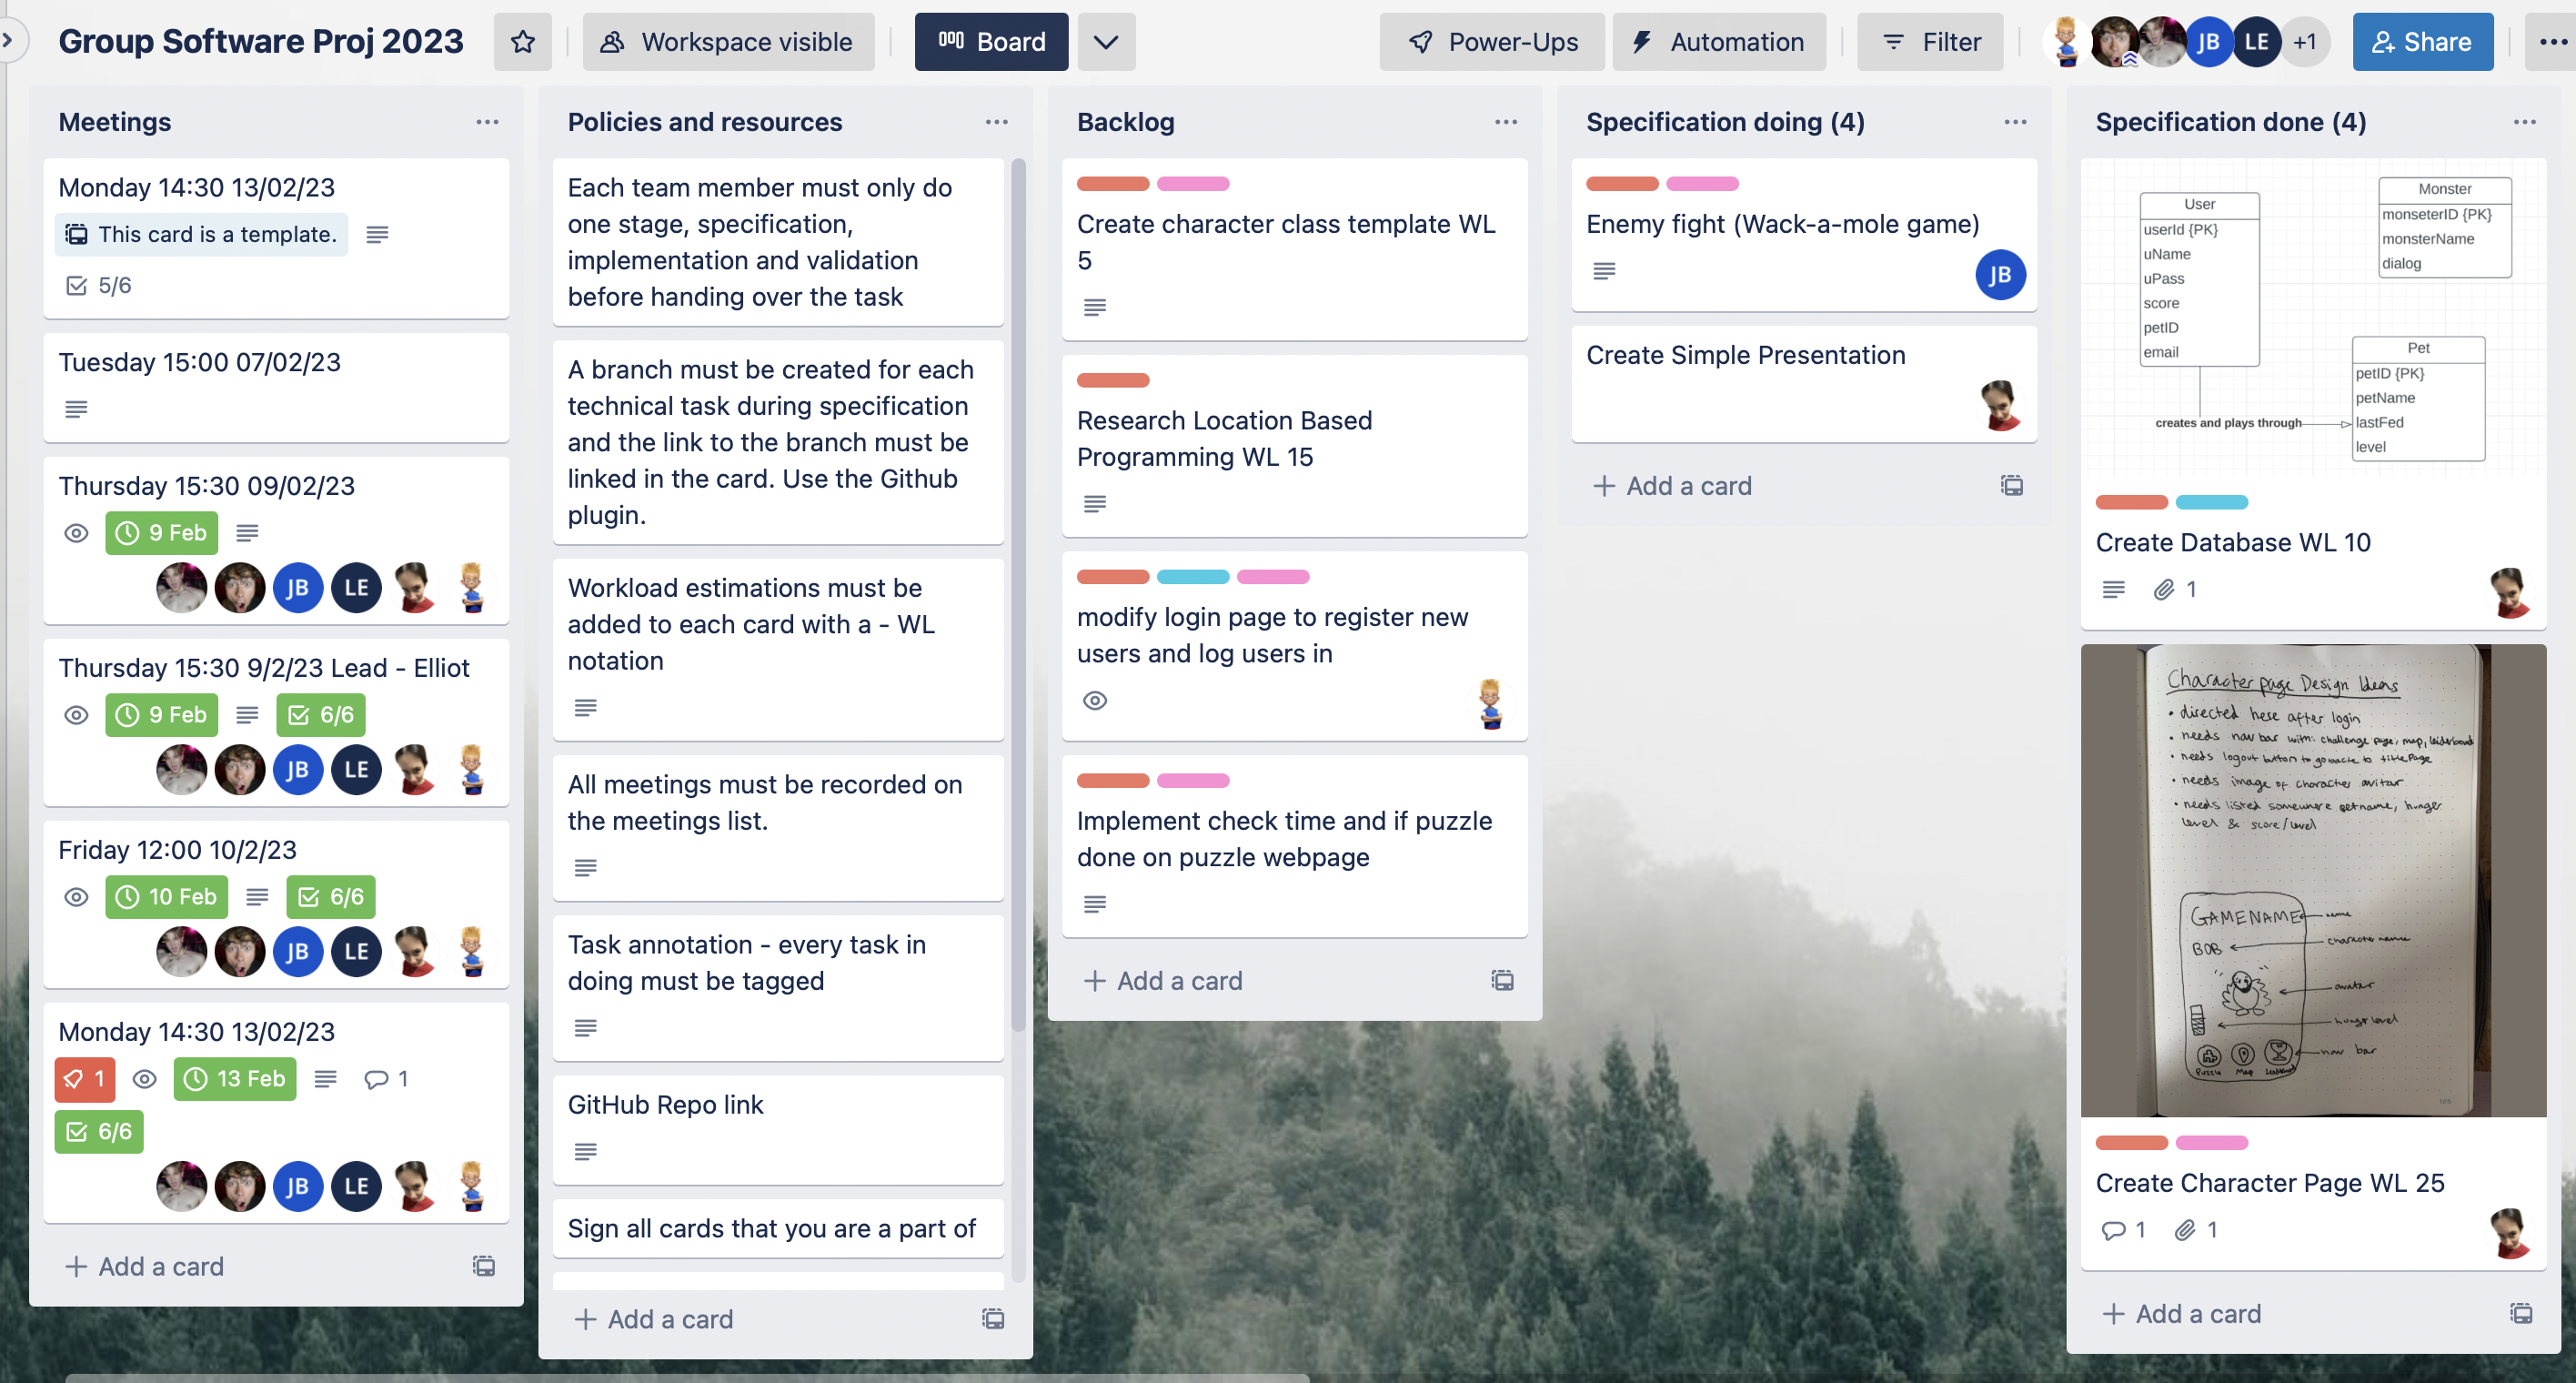 Group Software Proj 2023
Workspace visible
Board
Power-Ups
Automation
Filter
JB
LE
+1
Share
Meetings
Monday 14:30 13/02/23
This card is a template.
5/6
Tuesday 15:00 07/02/23
Thursday 15:30 09/02/23
9 Feb
JB
LE
Thursday 15:30 9/2/23 Lead - Elliot
9 Feb
6/6
JB
LE
Friday 12:00 10/2/23
10 Feb
6/6
JB
LE
Monday 14:30 13/02/23
1
13 Feb
1
6/6
JB
LE
Add a card
Policies and resources
Each team member must only do
one stage, specification,
implementation and validation
before handing over the task
A branch must be created for each
technical task during specification
and the link to the branch must be
linked in the card. Use the Github
plugin.
Workload estimations must be
added to each card with a - WL
notation
All meetings must be recorded on
the meetings list.
Task annotation - every task in
doing must be tagged
GitHub Repo link
Sign all cards that you are a part of
Add a card
Backlog
Create character class template WL
5
Research Location Based
Programming WL 15
modify login page to register new
users and log users in
Implement check time and if puzzle
done on puzzle webpage
Add a card
Specification doing (4)
Enemy fight (Wack-a-mole game)
JB
Create Simple Presentation
Add a card
Specification done (4)
User
userId {PK}
uName
uPass
score
petID
email
Monster
monseterID {PK}
monsterName
dialog
Pet
petID {PK}
petName
lastFed
level
creates and plays through
Create Database WL 10
1
Character page Design Ideas
• directed here after login
• needs nav bar with: challenge page, map, leaderboard
• needs logout button to go back to title page
• needs image of character avitar
• needs listed somewhere petname, hunger
level & score/level
GAMENAME
name
BOB
character name
avatar
hunger level
nav bar
Puzzle
Map
Create Character Page WL 25
1
1
Add a card